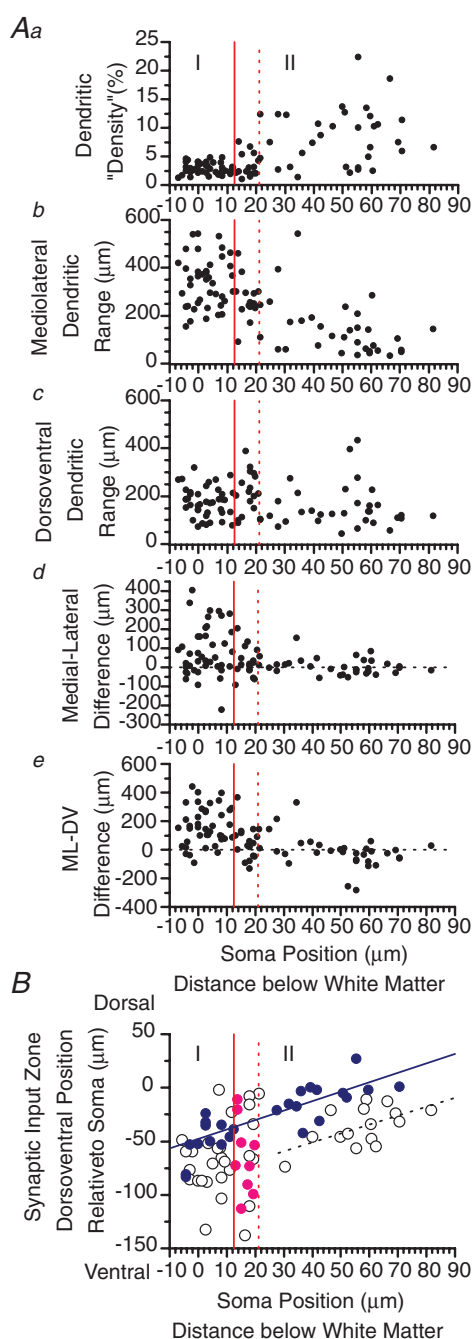 Aa
I
II
Dendritic
"Density"(%)
25
20
15
10
5
0
-10 0 10 20 30 40 50 60 70 80 90
b
Mediolateral
Dendritic
Range (μm)
600
400
200
0
-10 0 10 20 30 40 50 60 70 80 90
c
Dorsoventral
Dendritic
Range (μm)
600
400
200
0
-10 0 10 20 30 40 50 60 70 80 90
d
Medial-Lateral
Difference (μm)
400
300
200
100
0
-100
-200
-300
-10 0 10 20 30 40 50 60 70 80 90
e
ML-DV
Difference (μm)
600
400
200
0
-200
-400
-10 0 10 20 30 40 50 60 70 80 90
Soma Position (μm)
Distance below White Matter
B
Dorsal
I
II
Synaptic Input Zone
Dorsoventral Position
Relativeto Soma (μm)
50
0
-50
-100
-150
Ventral
-10 0 10 20 30 40 50 60 70 80 90
Soma Position (μm)
Distance below White Matter